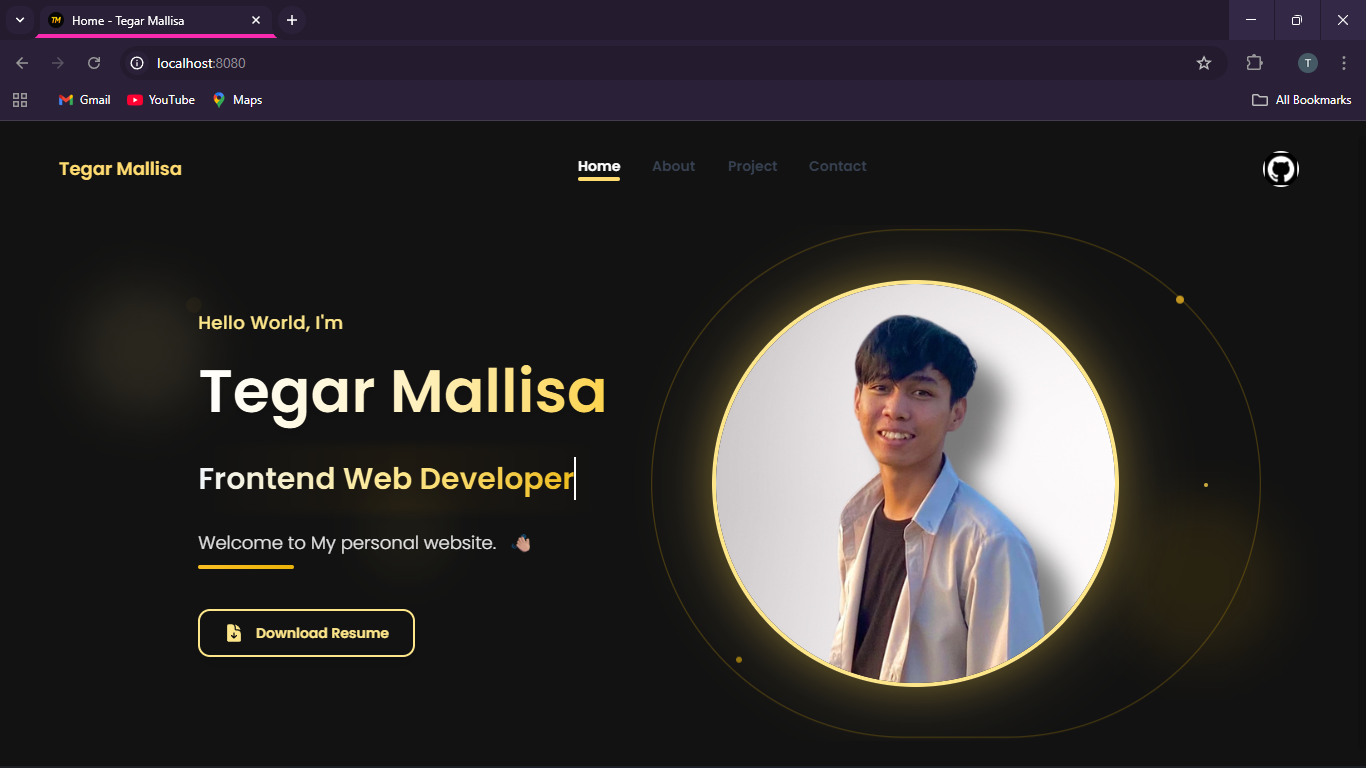 TM Home - Tegar Mallisa
localhost:8080
T
Gmail YouTube Maps All Bookmarks
Tegar Mallisa Home About Project Contact
Hello World, I'm
Tegar Mallisa
Frontend Web Developer
Welcome to My personal website. 👋🏼
Download Resume